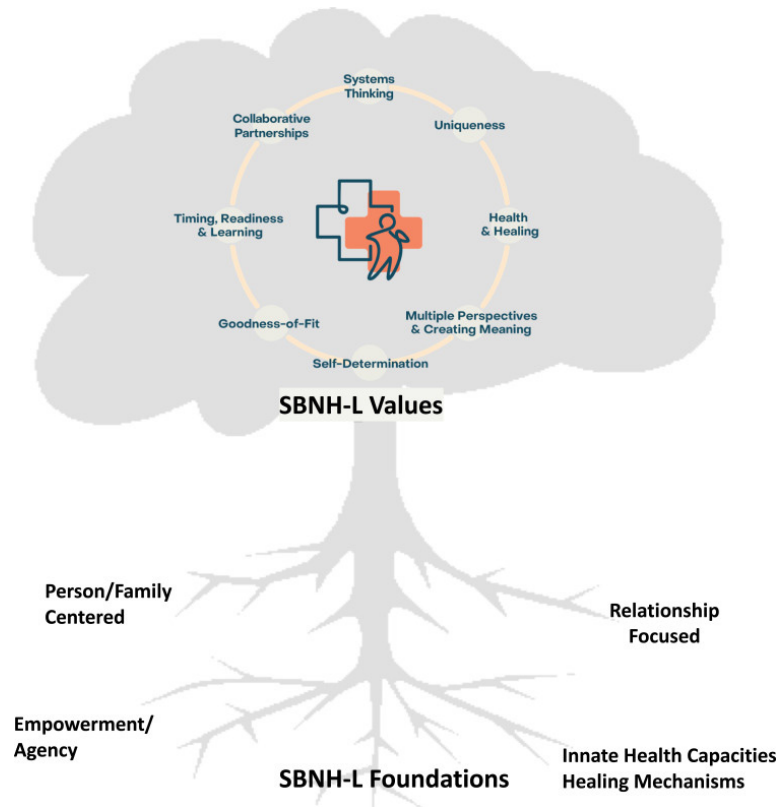 Systems
Thinking
Collaborative
Partnerships
Uniqueness
Timing, Readiness
& Learning
Health
& Healing
Goodness-of-Fit
Multiple Perspectives
& Creating Meaning
Self-Determination
SBNH-L Values
Person/Family
Centered
Relationship
Focused
Empowerment/
Agency
Innate Health Capacities
Healing Mechanisms
SBNH-L Foundations